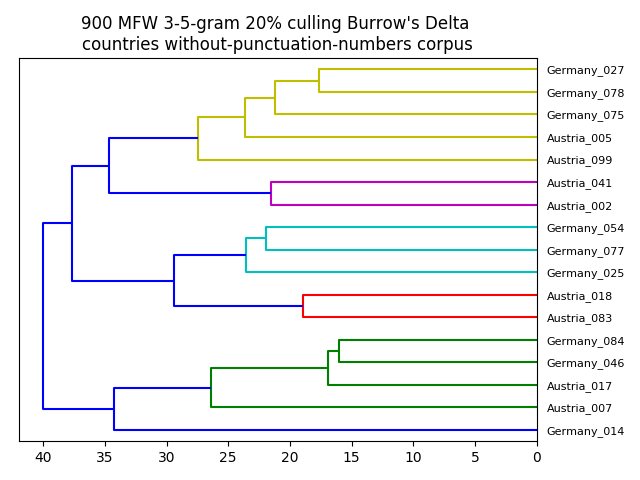 900 MFW 3-5-gram 20% culling Burrow's Delta
countries without-punctuation-numbers corpus
Germany_027
Germany_078
Germany_075
Austria_005
Austria_099
Austria_041
Austria_002
Germany_054
Germany_077
Germany_025
Austria_018
Austria_083
Germany_084
Germany_046
Austria_017
Austria_007
Germany_014
40 35 30 25 20 15 10 5 0